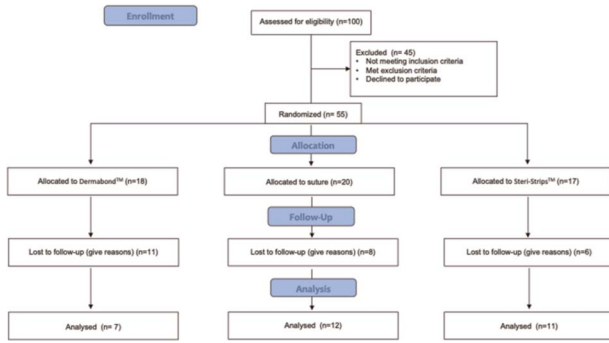 Enrollment
Assessed for eligibility (n=100)
Excluded (n= 45)
• Not meeting inclusion criteria
• Met exclusion criteria
• Declined to participate
Randomized (n= 55)
Allocation
Allocated to Dermabond™ (n=18)
Allocated to suture (n=20)
Allocated to Steri-Strips™ (n=17)
Follow-Up
Lost to follow-up (give reasons) (n=11)
Lost to follow-up (give reasons) (n=8)
Lost to follow-up (give reasons) (n=6)
Analysis
Analysed (n= 7)
Analysed (n=12)
Analysed (n=11)